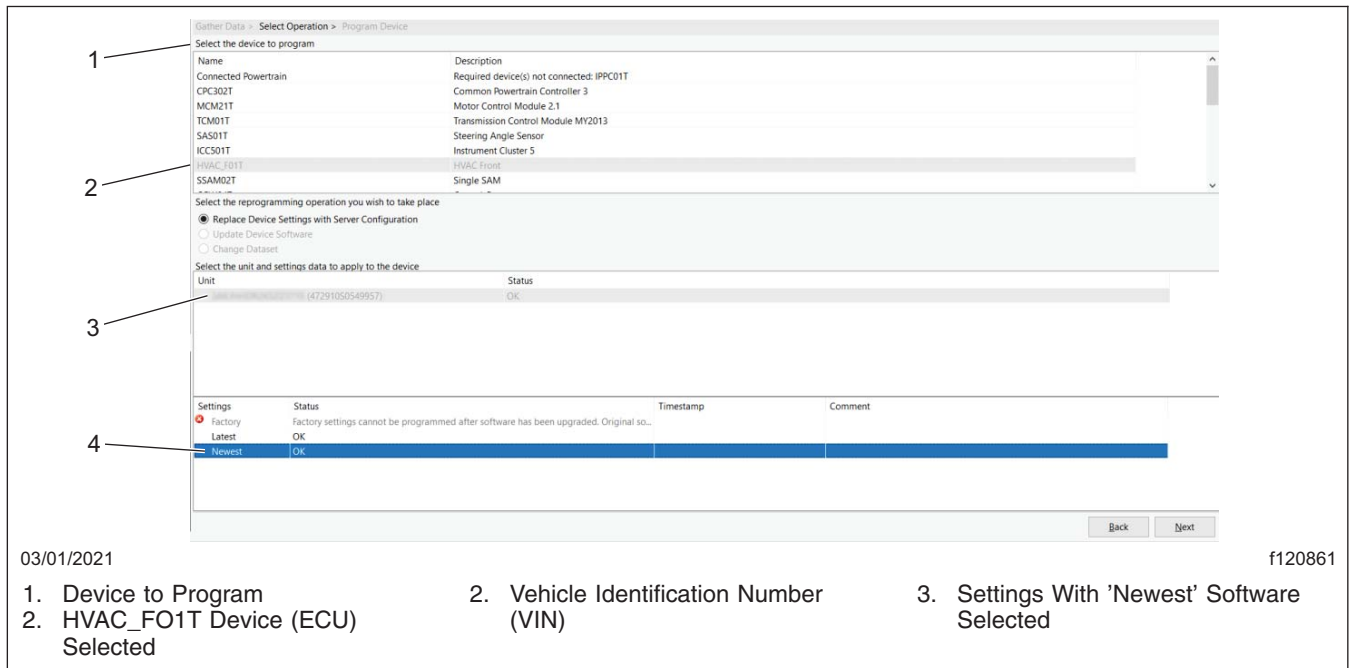 Gather Data > Select Operation > Program Device
Select the device to program
1
Name Description
Connected Powertrain Required device(s) not connected: IPPC01T
CPC302T Common Powertrain Controller 3
MCM21T Motor Control Module 2.1
TCM01T Transmission Control Module MY2013
SAS01T Steering Angle Sensor
ICC501T Instrument Cluster 5
HVAC_F01T HVAC Front
2
SSAM02T Single SAM
Select the reprogramming operation you wish to take place
Replace Device Settings with Server Configuration
Update Device Software
Change Dataset
Select the unit and settings data to apply to the device
Unit Status
(47291OS0549957) OK
3
Settings Status Timestamp Comment
Factory Factory settings cannot be programmed after software has been upgraded. Original so...
Latest OK
4
Newest OK
Back Next
03/01/2021 f120861
1. Device to Program
2. HVAC_FO1T Device (ECU)
Selected
2. Vehicle Identification Number
(VIN)
3. Settings With ’Newest’ Software
Selected